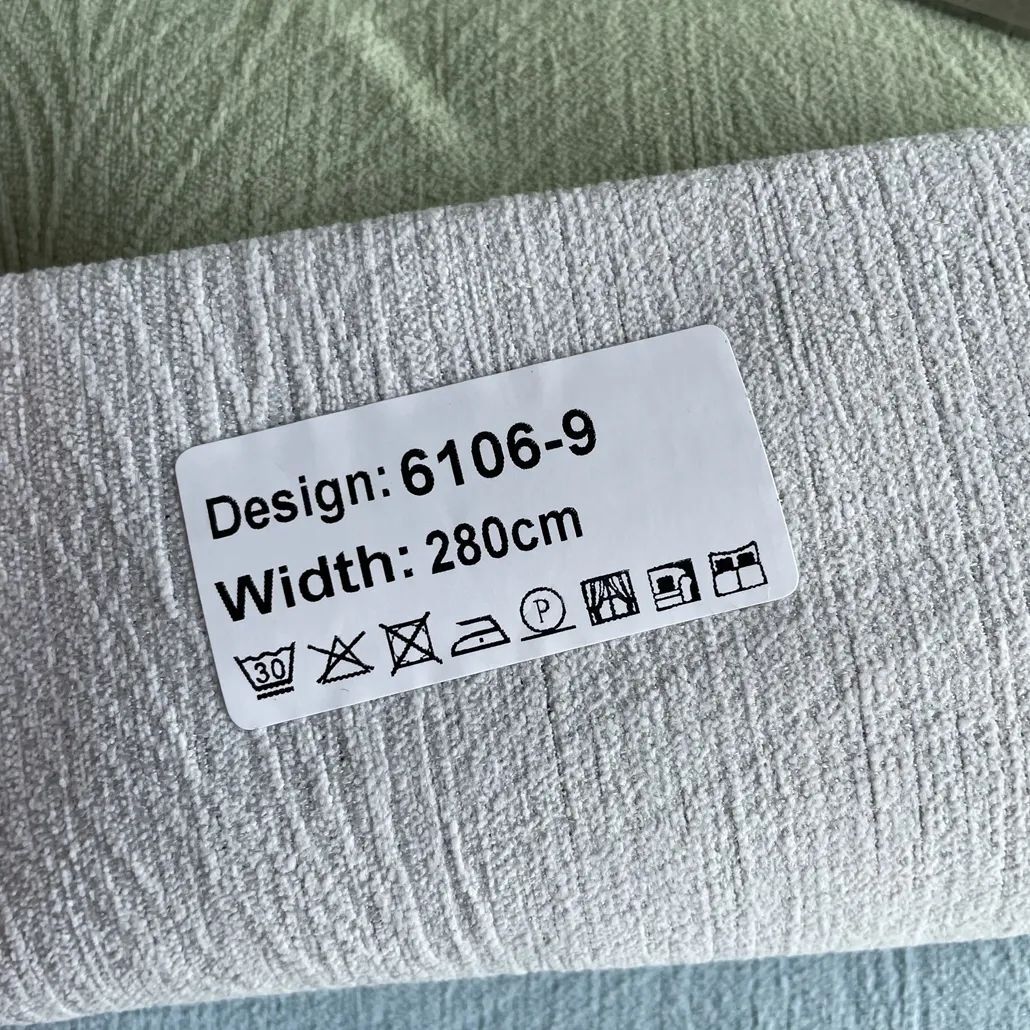 Design: 6106-9
Width: 280cm
30 P